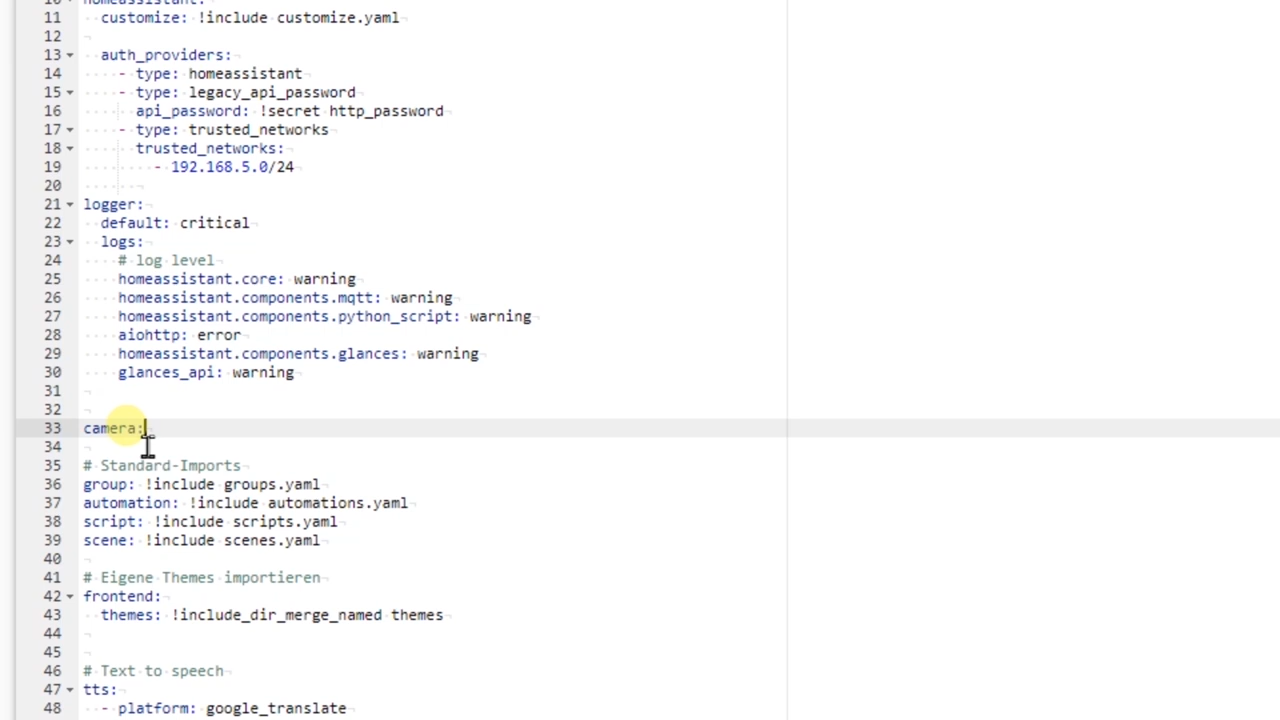 10 homeassistant:
11 customize: !include customize.yaml
12
13 auth_providers:
14 - type: homeassistant
15 - type: legacy_api_password
16 api_password: !secret http_password
17 - type: trusted_networks
18 trusted_networks:
19 - 192.168.5.0/24
20
21 logger:
22 default: critical
23 logs:
24 # log level
25 homeassistant.core: warning
26 homeassistant.components.mqtt: warning
27 homeassistant.components.python_script: warning
28 aiohttp: error
29 homeassistant.components.glances: warning
30 glances_api: warning
31
32
33 camera:
34
35 # Standard-Imports
36 group: !include groups.yaml
37 automation: !include automations.yaml
38 script: !include scripts.yaml
39 scene: !include scenes.yaml
40
41 # Eigene Themes importieren
42 frontend:
43 themes: !include_dir_merge_named themes
44
45
46 # Text to speech
47 tts:
48 - platform: google_translate